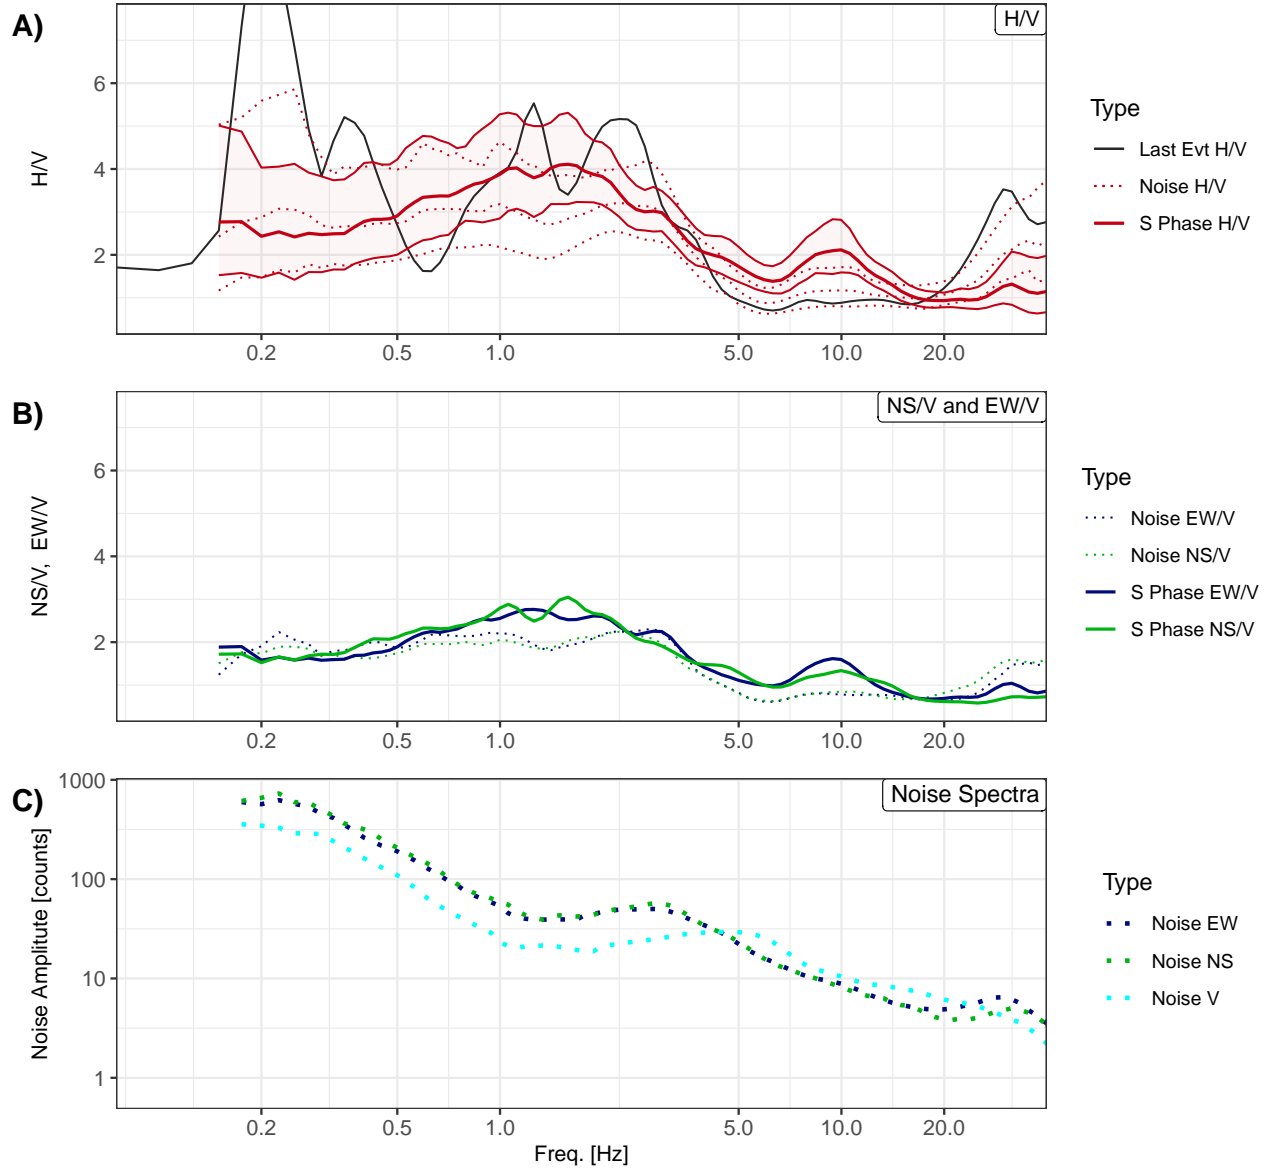 A)
H/V
H/V
6
4
2
0.2 0.5 1.0 5.0 10.0 20.0
Type
Last Evt H/V
Noise H/V
S Phase H/V
B)
NS/V and EW/V
NS/V, EW/V
6
4
2
0.2 0.5 1.0 5.0 10.0 20.0
Type
Noise EW/V
Noise NS/V
S Phase EW/V
S Phase NS/V
C)
Noise Spectra
Noise Amplitute [counts]
1000
100
10
1
0.2 0.5 1.0 5.0 10.0 20.0
Freq. [Hz]
Type
Noise EW
Noise NS
Noise V